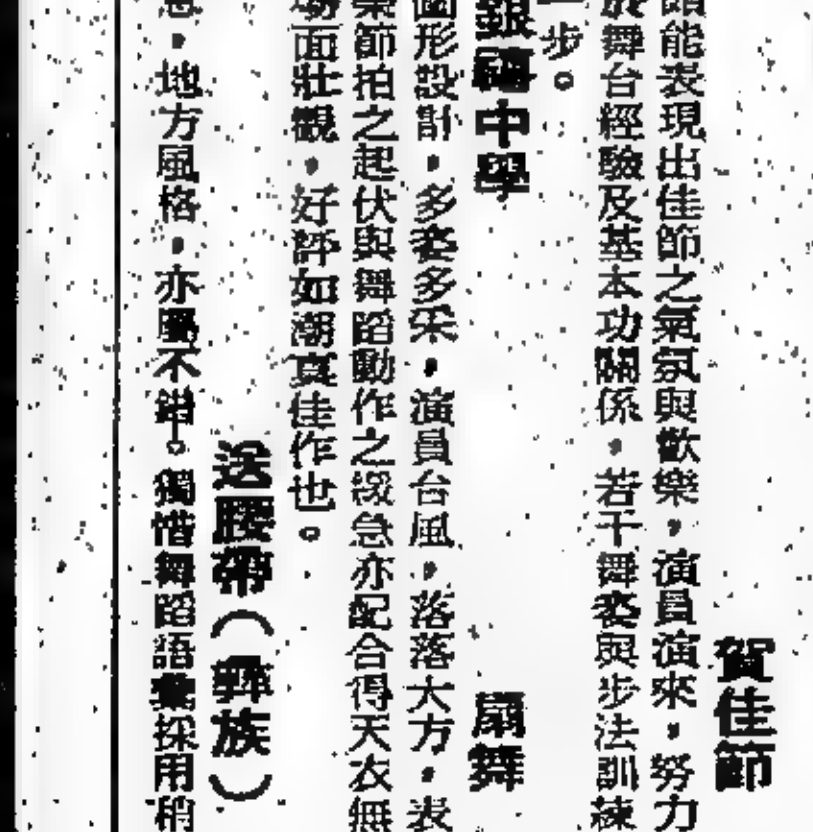 賀佳節
能表現出佳節之氣氛與歡樂，演員演來，努力
舞台經驗及基本功關係，若干舞姿與步法訓練
一步。
銀禧中學　扇舞
圖形設計，多姿多采，演員台風，落落大方，表
樂節拍之起伏與舞蹈動作之緩急亦配合得天衣無
場面壯觀，好評如潮真佳作也。
送腰帶（彝族）
，地方風格，亦屬不錯。獨惜舞蹈語彙採用稍